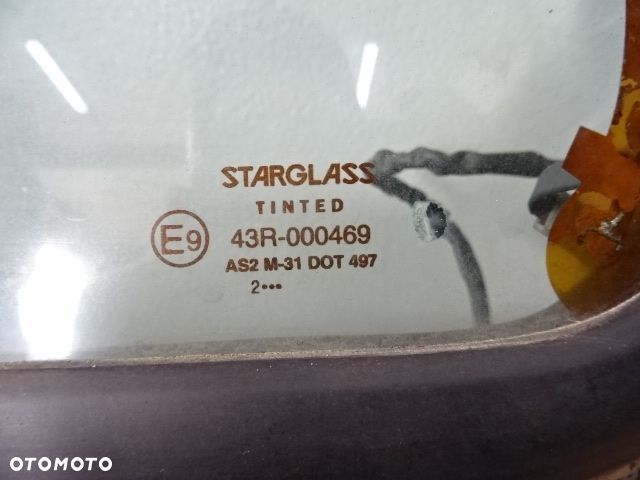 STARGLASS
TINTED
E9 43R-000469
AS2 M-31 DOT 497
2•••
OTOMOTO